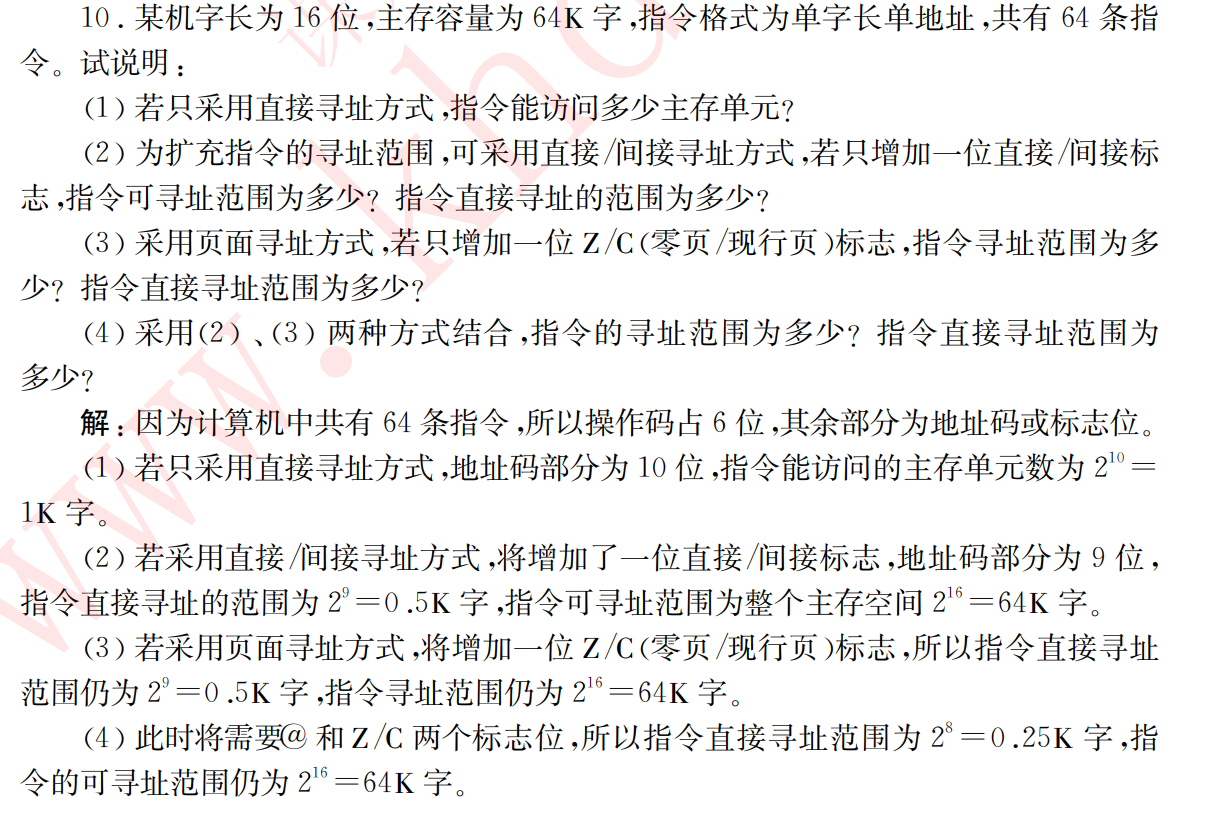 10．某机字长为 16 位，主存容量为 64K 字，指令格式为单字长单地址，共有 64 条指
令。试说明：
（1）若只采用直接寻址方式，指令能访问多少主存单元？
（2）为扩充指令的寻址范围，可采用直接/间接寻址方式，若只增加一位直接/间接标
志，指令可寻址范围为多少？指令直接寻址的范围为多少？
（3）采用页面寻址方式，若只增加一位 Z/C（零页/现行页）标志，指令寻址范围为多
少？指令直接寻址范围为多少？
（4）采用（2）、（3）两种方式结合，指令的寻址范围为多少？指令直接寻址范围为
多少？
解：因为计算机中共有 64 条指令，所以操作码占 6 位，其余部分为地址码或标志位。
（1）若只采用直接寻址方式，地址码部分为 10 位，指令能访问的主存单元数为 2¹⁰＝
1K 字。
（2）若采用直接/间接寻址方式，将增加了一位直接/间接标志，地址码部分为 9 位，
指令直接寻址的范围为 2⁹＝0.5K 字，指令可寻址范围为整个主存空间 2¹⁶＝64K 字。
（3）若采用页面寻址方式，将增加一位 Z/C（零页/现行页）标志，所以指令直接寻址
范围仍为 2⁹＝0.5K 字，指令寻址范围仍为 2¹⁶＝64K 字。
（4）此时将需要@ 和 Z/C 两个标志位，所以指令直接寻址范围为 2⁸＝0.25K 字，指
令的可寻址范围仍为 2¹⁶＝64K 字。
www.khd